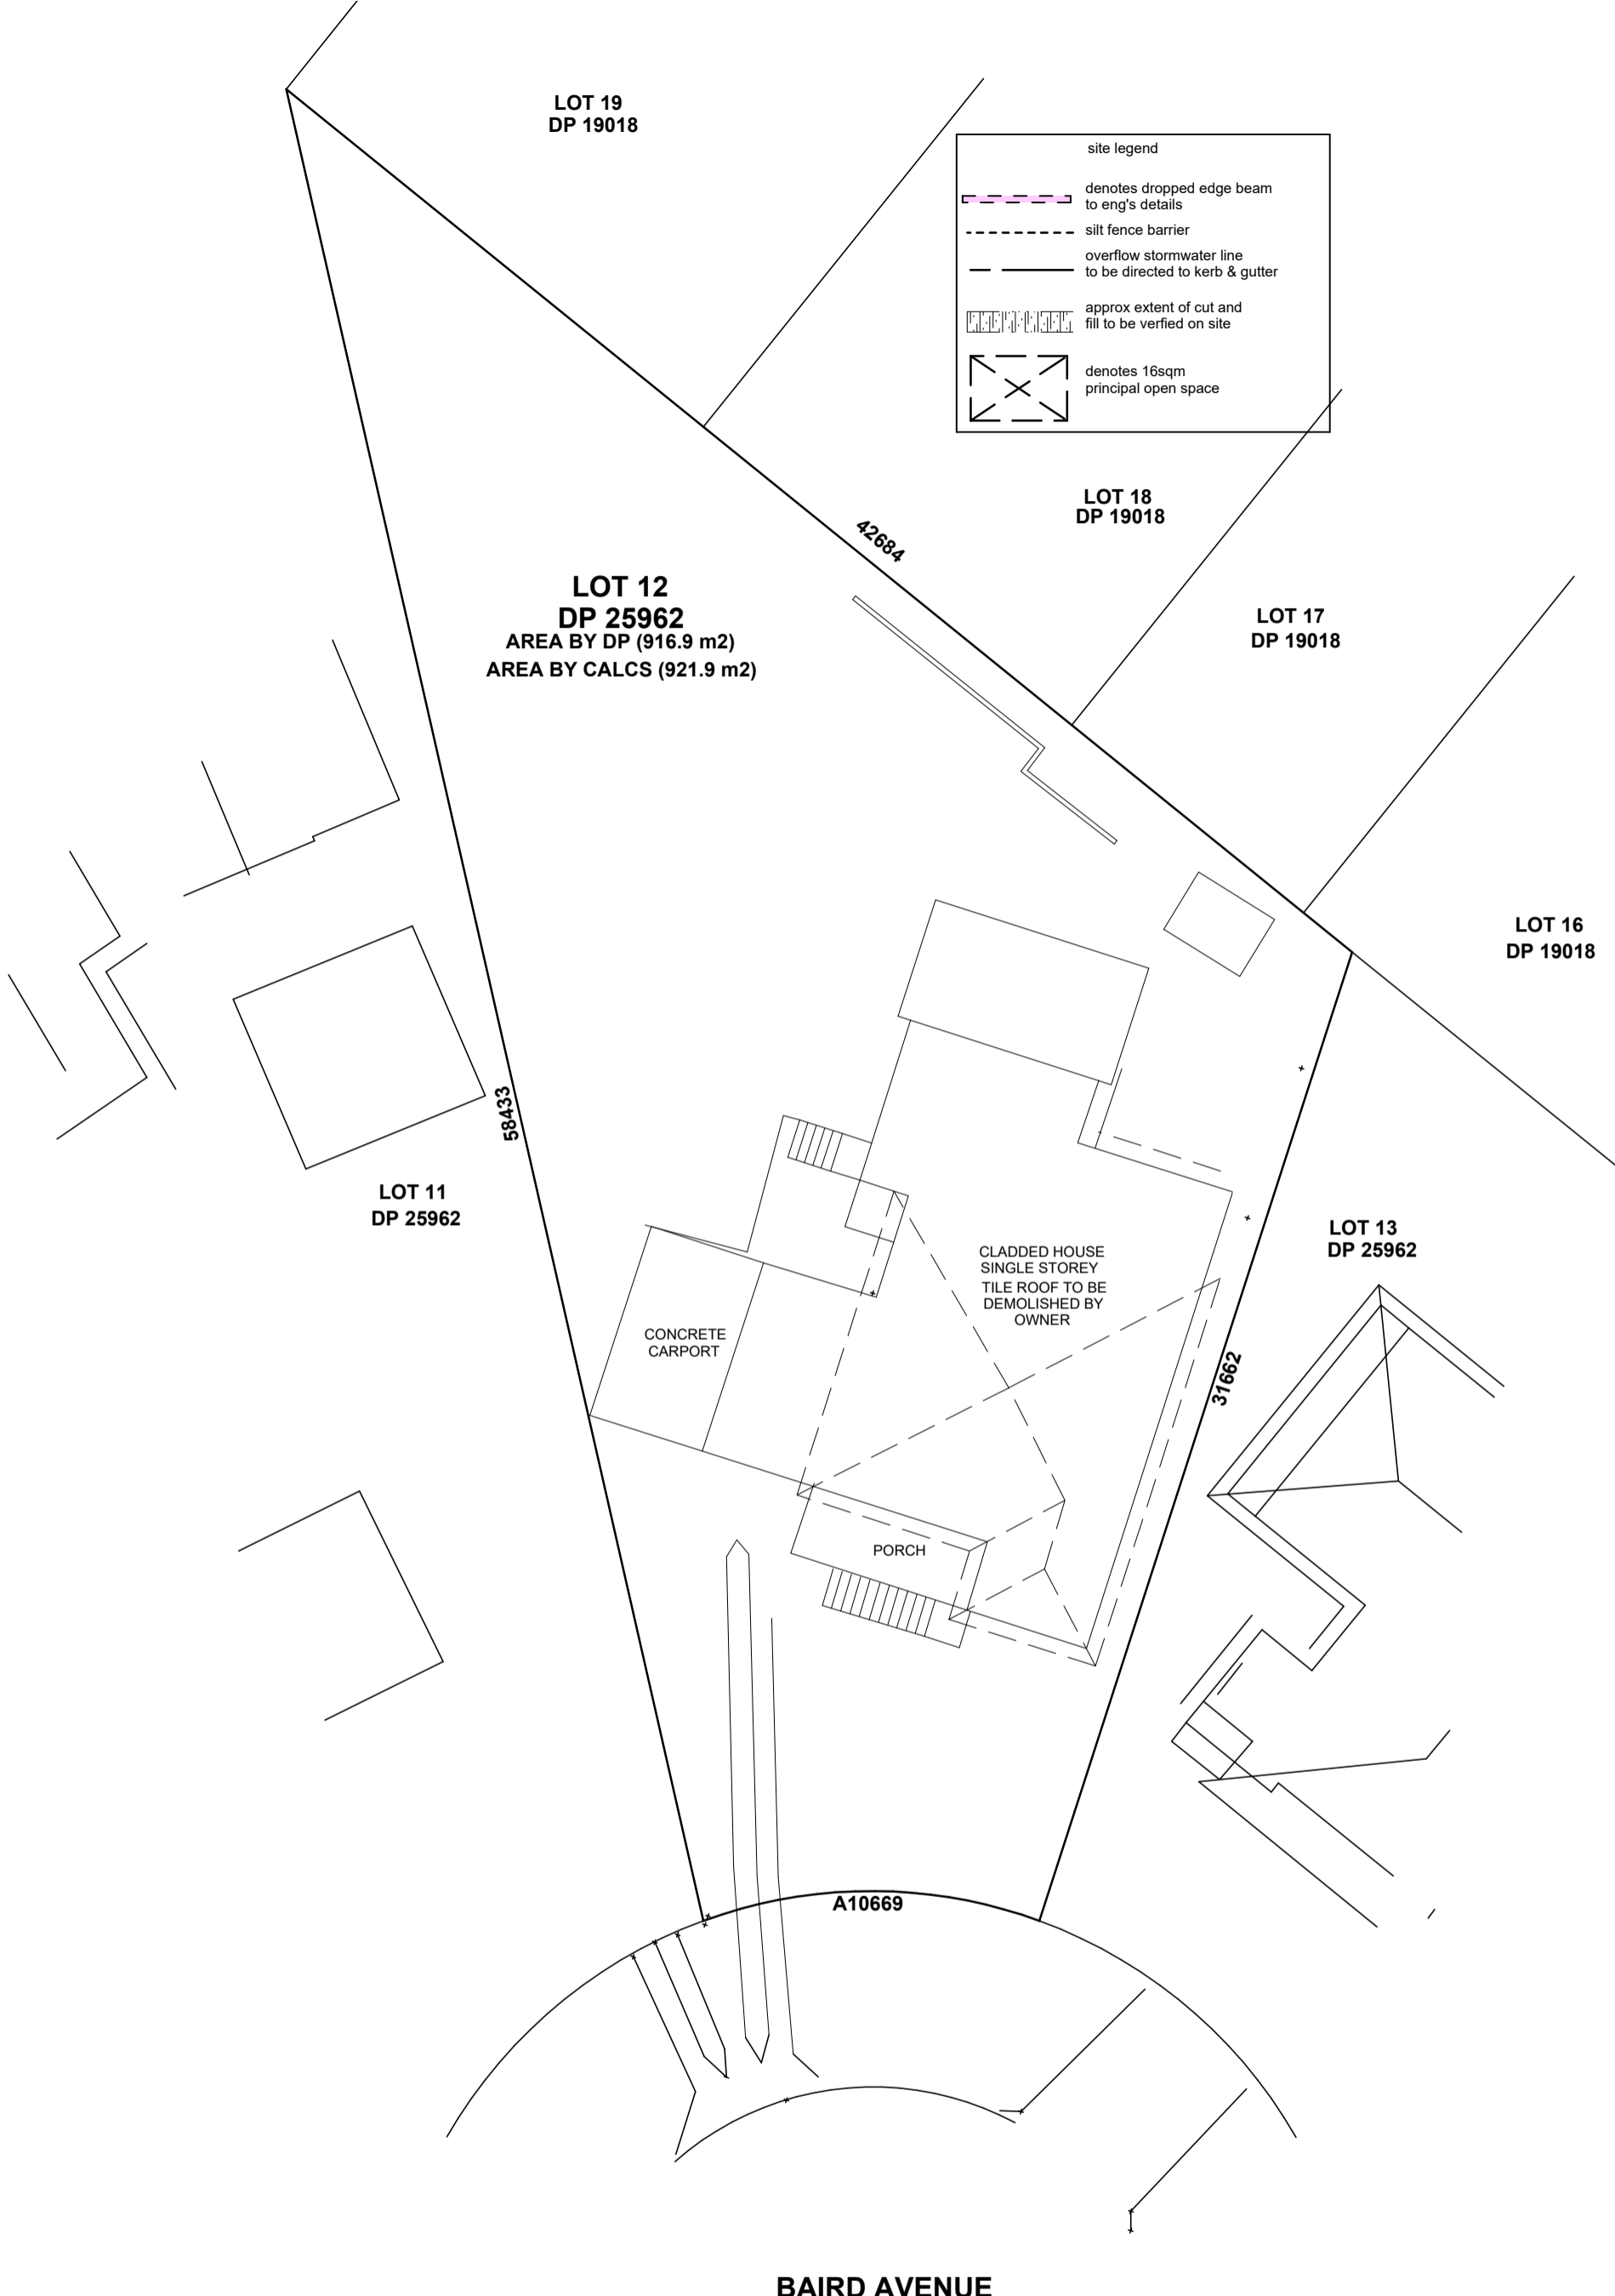 LOT 19
DP 19018
site legend
denotes dropped edge beam
to eng's details
silt fence barrier
overflow stormwater line
to be directed to kerb & gutter
approx extent of cut and
fill to be verfied on site
denotes 16sqm
principal open space
LOT 18
DP 19018
42684
LOT 12
DP 25962
AREA BY DP (916.9 m2)
AREA BY CALCS (921.9 m2)
LOT 17
DP 19018
LOT 16
DP 19018
58433
LOT 11
DP 25962
LOT 13
DP 25962
CLADDED HOUSE
SINGLE STOREY
TILE ROOF TO BE
DEMOLISHED BY
OWNER
CONCRETE
CARPORT
31662
PORCH
A10669
BAIRD AVENUE